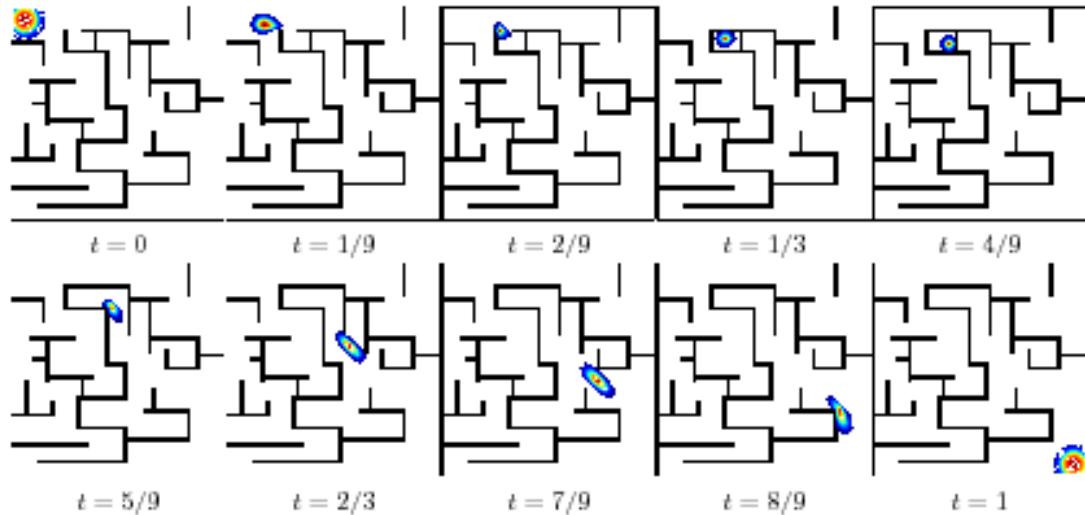 t = 0 t = 1/9 t = 2/9 t = 1/3 t = 4/9
t = 5/9 t = 2/3 t = 7/9 t = 8/9 t = 1